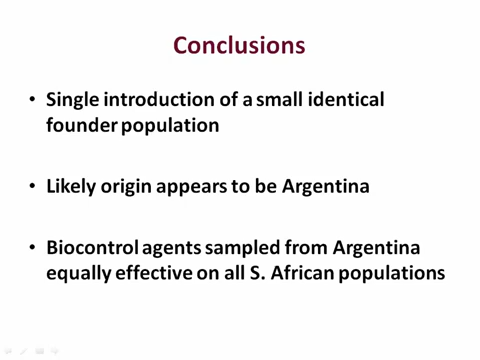 Conclusions
• Single introduction of a small identical
founder population
• Likely origin appears to be Argentina
• Biocontrol agents sampled from Argentina
equally effective on all S. African populations